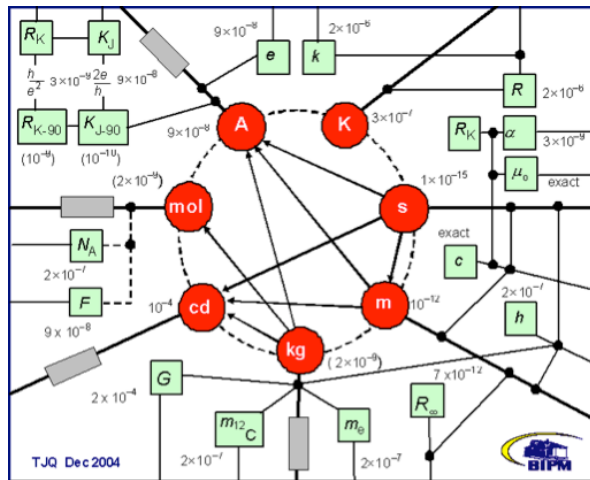 R_K K_J 9×10⁻⁸ 2×10⁻⁶
e k
h/e² 3×10⁻⁹ 2e/h 9×10⁻⁸
R
A K 2×10⁻⁶
R_K-90 K_J-90 9×10⁻⁸ 3×10⁻⁷ R_K α
(10⁻⁹) (10⁻¹⁰) 3×10⁻⁹
(2×10⁻⁹) 1×10⁻¹⁵ μ₀ exact
mol s
exact
N_A c
2×10⁻⁷ 2×10⁻⁷
F 10⁻⁴ cd m 10⁻¹² h
9 x 10⁻⁸ kg (2×10⁻⁹)
G 7×10⁻¹²
2 x 10⁻⁴ R∞
m₁₂C mₑ
TJQ Dec 2004 2×10⁻⁷ 2×10⁻⁷ BIPM